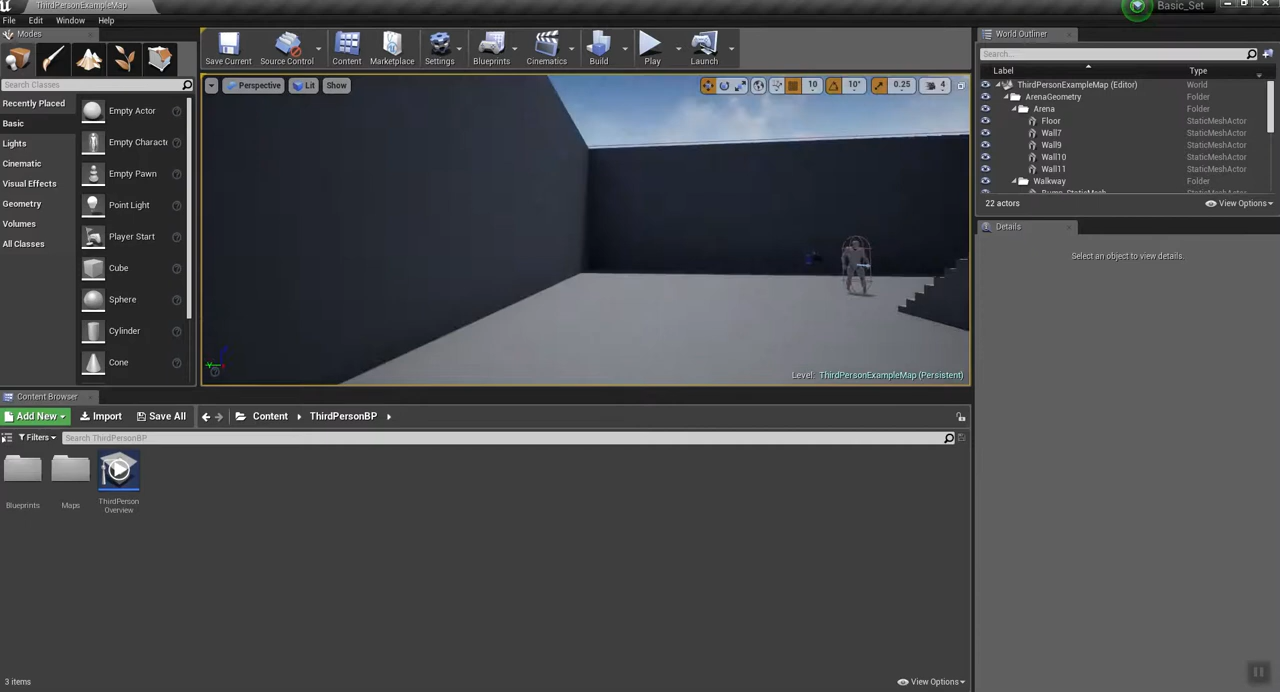 ThirdPersonExampleMap
Basic_Set
File Edit Window Help
Modes
Search Classes
Recently Placed
Basic
Lights
Cinematic
Visual Effects
Geometry
Volumes
All Classes
Empty Actor
Empty Charact
Empty Pawn
Point Light
Player Start
Cube
Sphere
Cylinder
Cone
Save Current Source Control Content Marketplace Settings Blueprints Cinematics Build Play Launch
Perspective Lit Show
10 10° 0.25 4
Level: ThirdPersonExampleMap (Persistent)
World Outliner
Search...
Label Type
ThirdPersonExampleMap (Editor) World
ArenaGeometry Folder
Arena Folder
Floor StaticMeshActor
Wall7 StaticMeshActor
Wall9 StaticMeshActor
Wall10 StaticMeshActor
Wall11 StaticMeshActor
Walkway Folder
Bump_StaticMesh StaticMeshActor
22 actors View Options
Details
Select an object to view details.
Content Browser
Add New Import Save All Content ThirdPersonBP
Filters Search ThirdPersonBP
Blueprints
Maps
ThirdPerson
Overview
3 items View Options